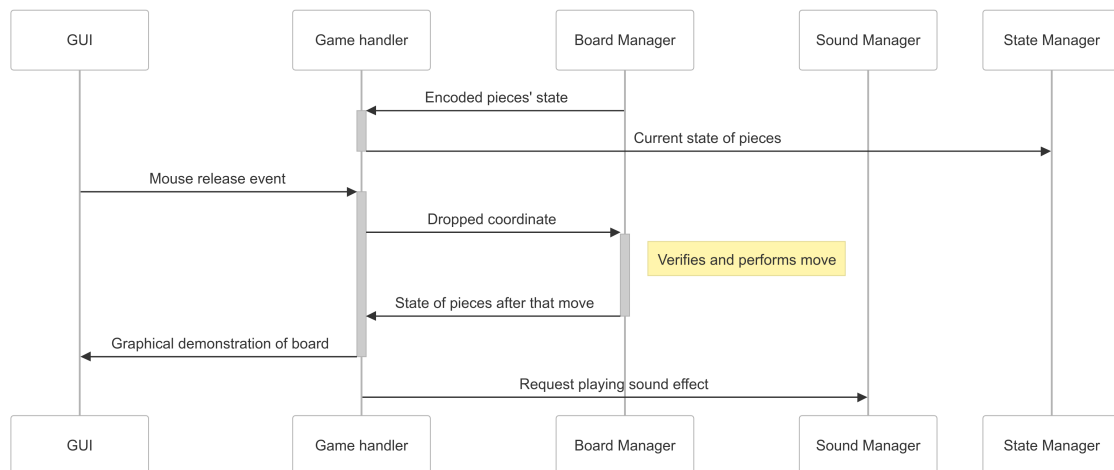 GUI
Game handler
Board Manager
Sound Manager
State Manager
Encoded pieces' state
Current state of pieces
Mouse release event
Dropped coordinate
Verifies and performs move
State of pieces after that move
Graphical demonstration of board
Request playing sound effect
GUI
Game handler
Board Manager
Sound Manager
State Manager